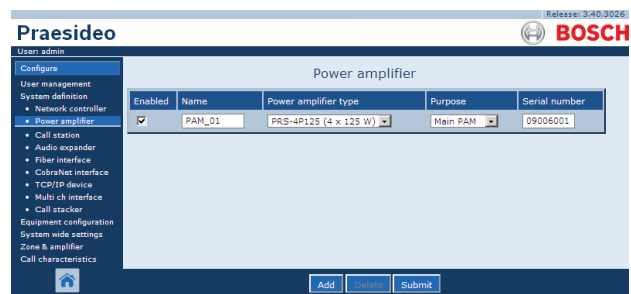 Release: 3.40.3026
Praesideo
BOSCH
User: admin
Configure
User management
System definition
• Network controller
• Power amplifier
• Call station
• Audio expander
• Fiber interface
• CobraNet interface
• TCP/IP device
• Multi ch interface
• Call stacker
Equipment configuration
System wide settings
Zone & amplifier
Call characteristics
Power amplifier
Enabled Name Power amplifier type Purpose Serial number
PAM_01 PRS-4P125 (4 x 125 W) Main PAM 09006001
Add Delete Submit